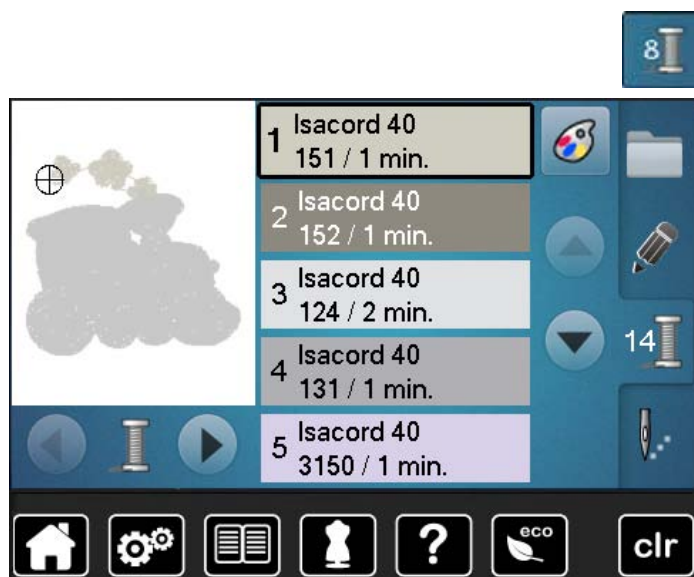 8
1 Isacord 40
151 / 1 min.
2 Isacord 40
152 / 1 min.
3 Isacord 40
124 / 2 min.
14
4 Isacord 40
131 / 1 min.
5 Isacord 40
3150 / 1 min.
?
eco
clr